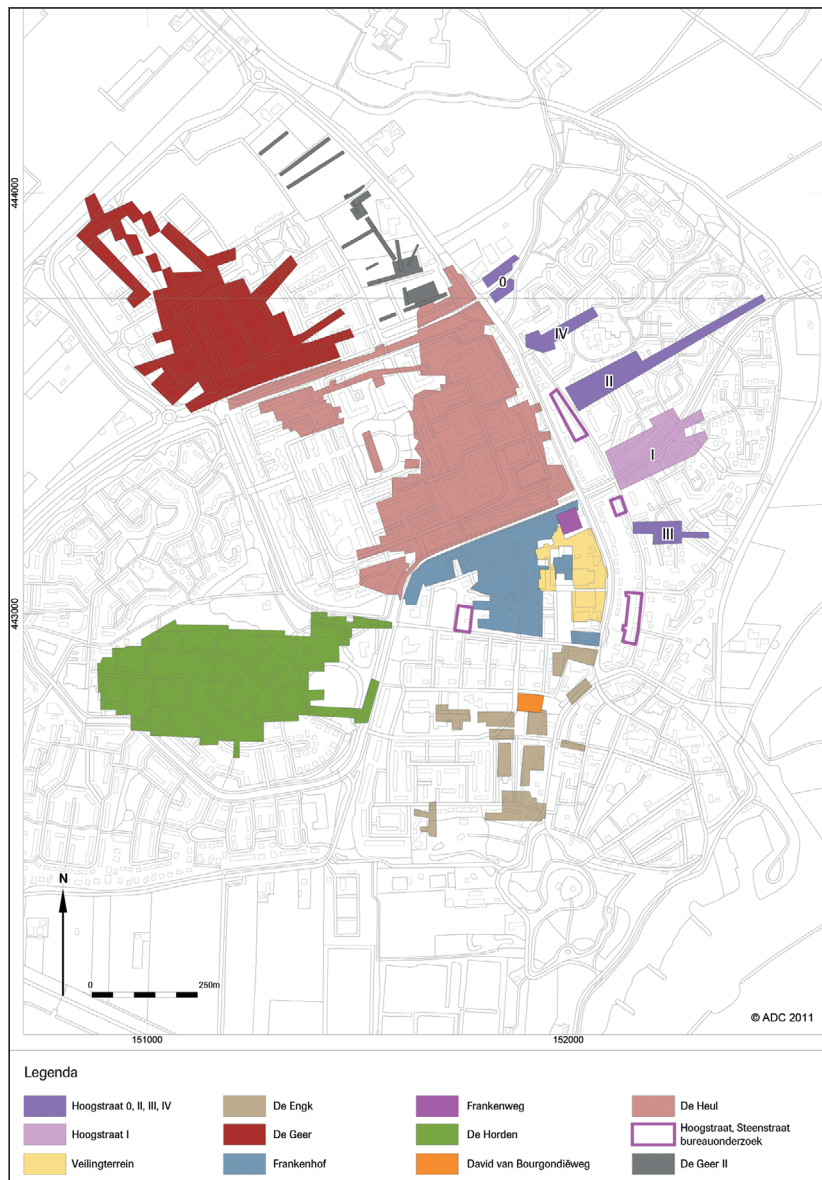 444000
0
IV
II
I
III
443000
N
0
250m
© ADC 2011
151000
152000
Legenda
Hoogstraat 0, II, III, IV
De Engk
Frankenweg
De Heul
Hoogstraat I
De Geer
De Horden
Hoogstraat, Steenstraat
bureauonderzoek
Veilingterrein
Frankenhof
David van Bourgondiëweg
De Geer II